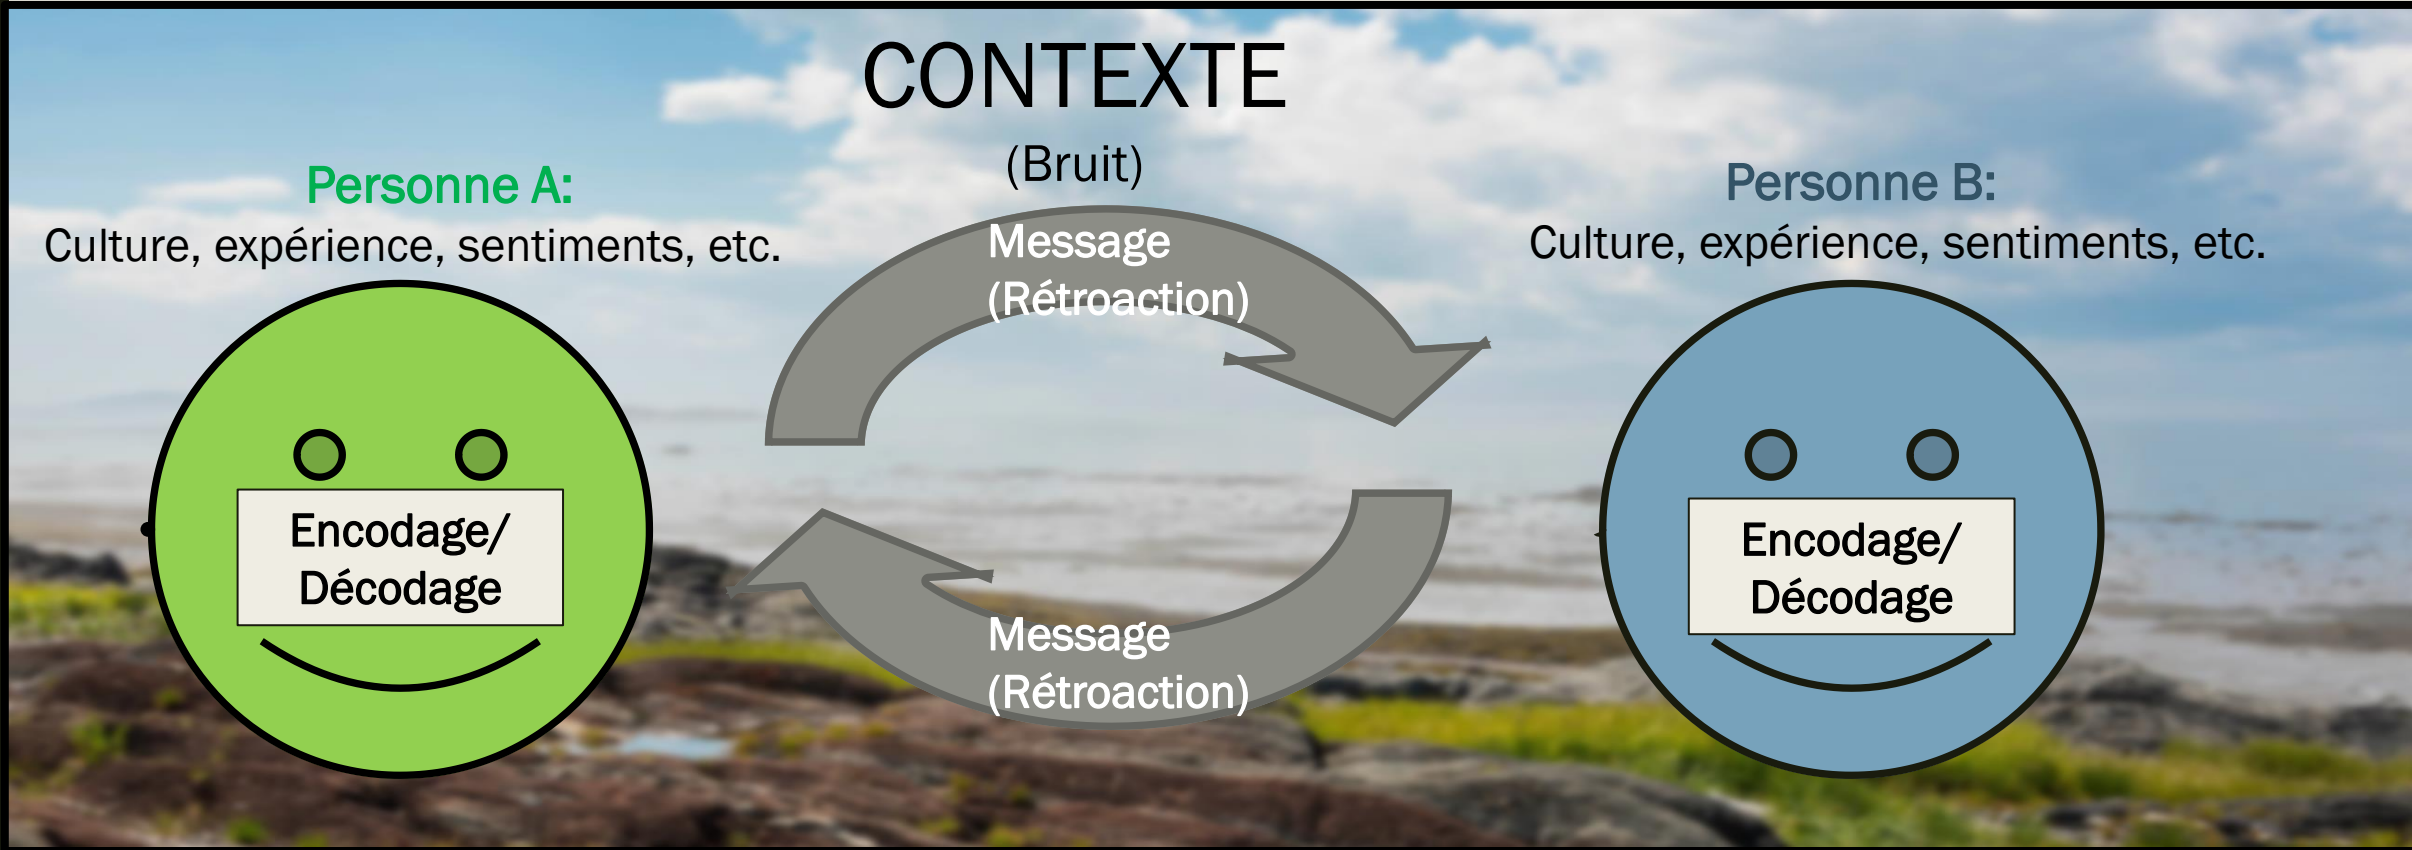 CONTEXTE
(Bruit)
Personne A:
Culture, expérience, sentiments, etc.
Encodage/
Décodage
Message
(Rétroaction)
Message
(Rétroaction)
Personne B:
Culture, expérience, sentiments, etc.
Encodage/
Décodage